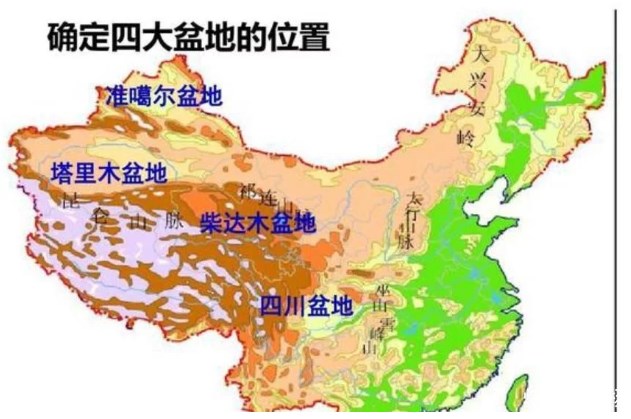 确定四大盆地的位置
大兴安岭
准噶尔盆地
塔里木盆地
昆仑山脉
祁连山脉
柴达木盆地
太行山脉
四川盆地
巫山
雪峰山